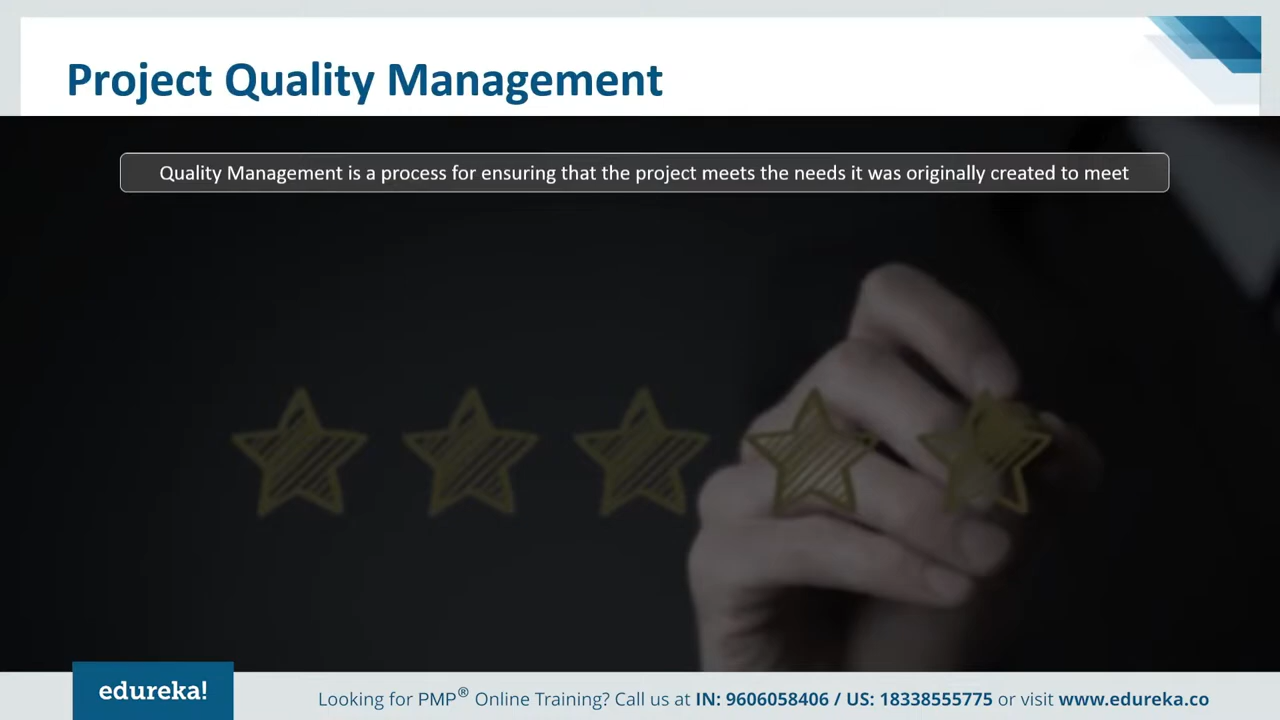 Project Quality Management
Quality Management is a process for ensuring that the project meets the needs it was originally created to meet
edureka!
Looking for PMP® Online Training? Call us at IN: 9606058406 / US: 18338555775 or visit www.edureka.co